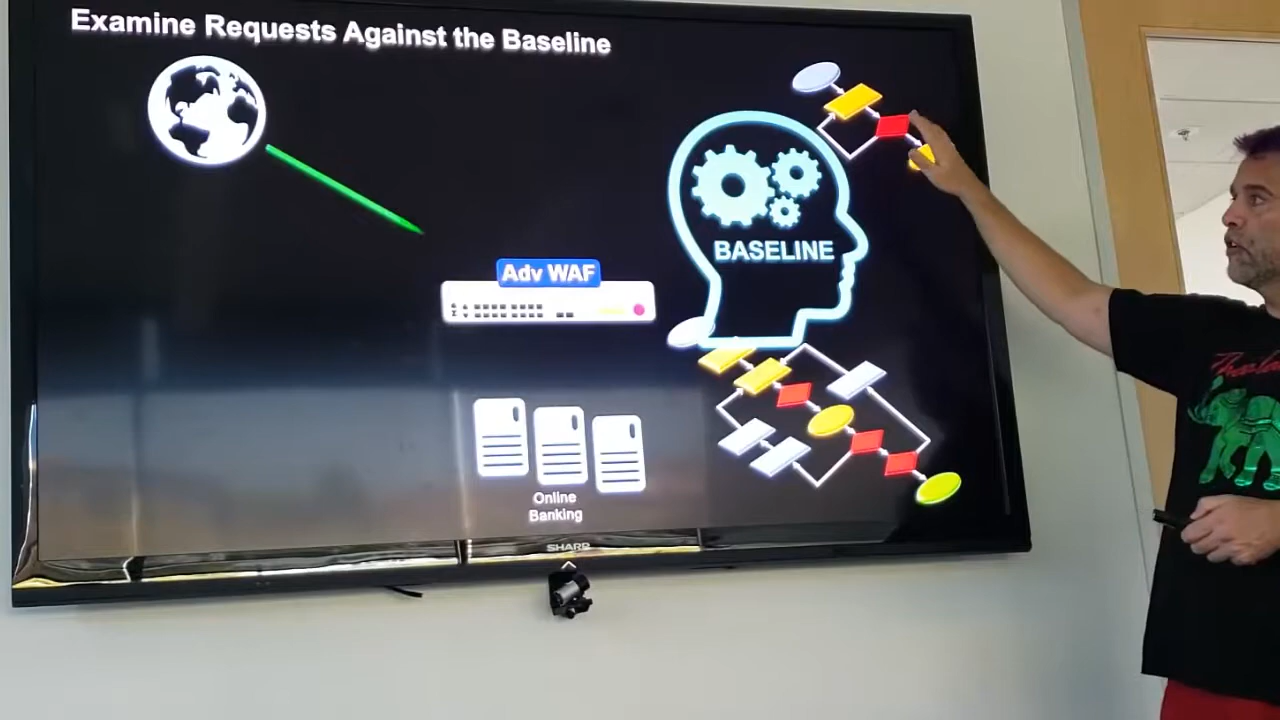 Examine Requests Against the Baseline
BASELINE
Adv WAF
Online
Banking
SHARP